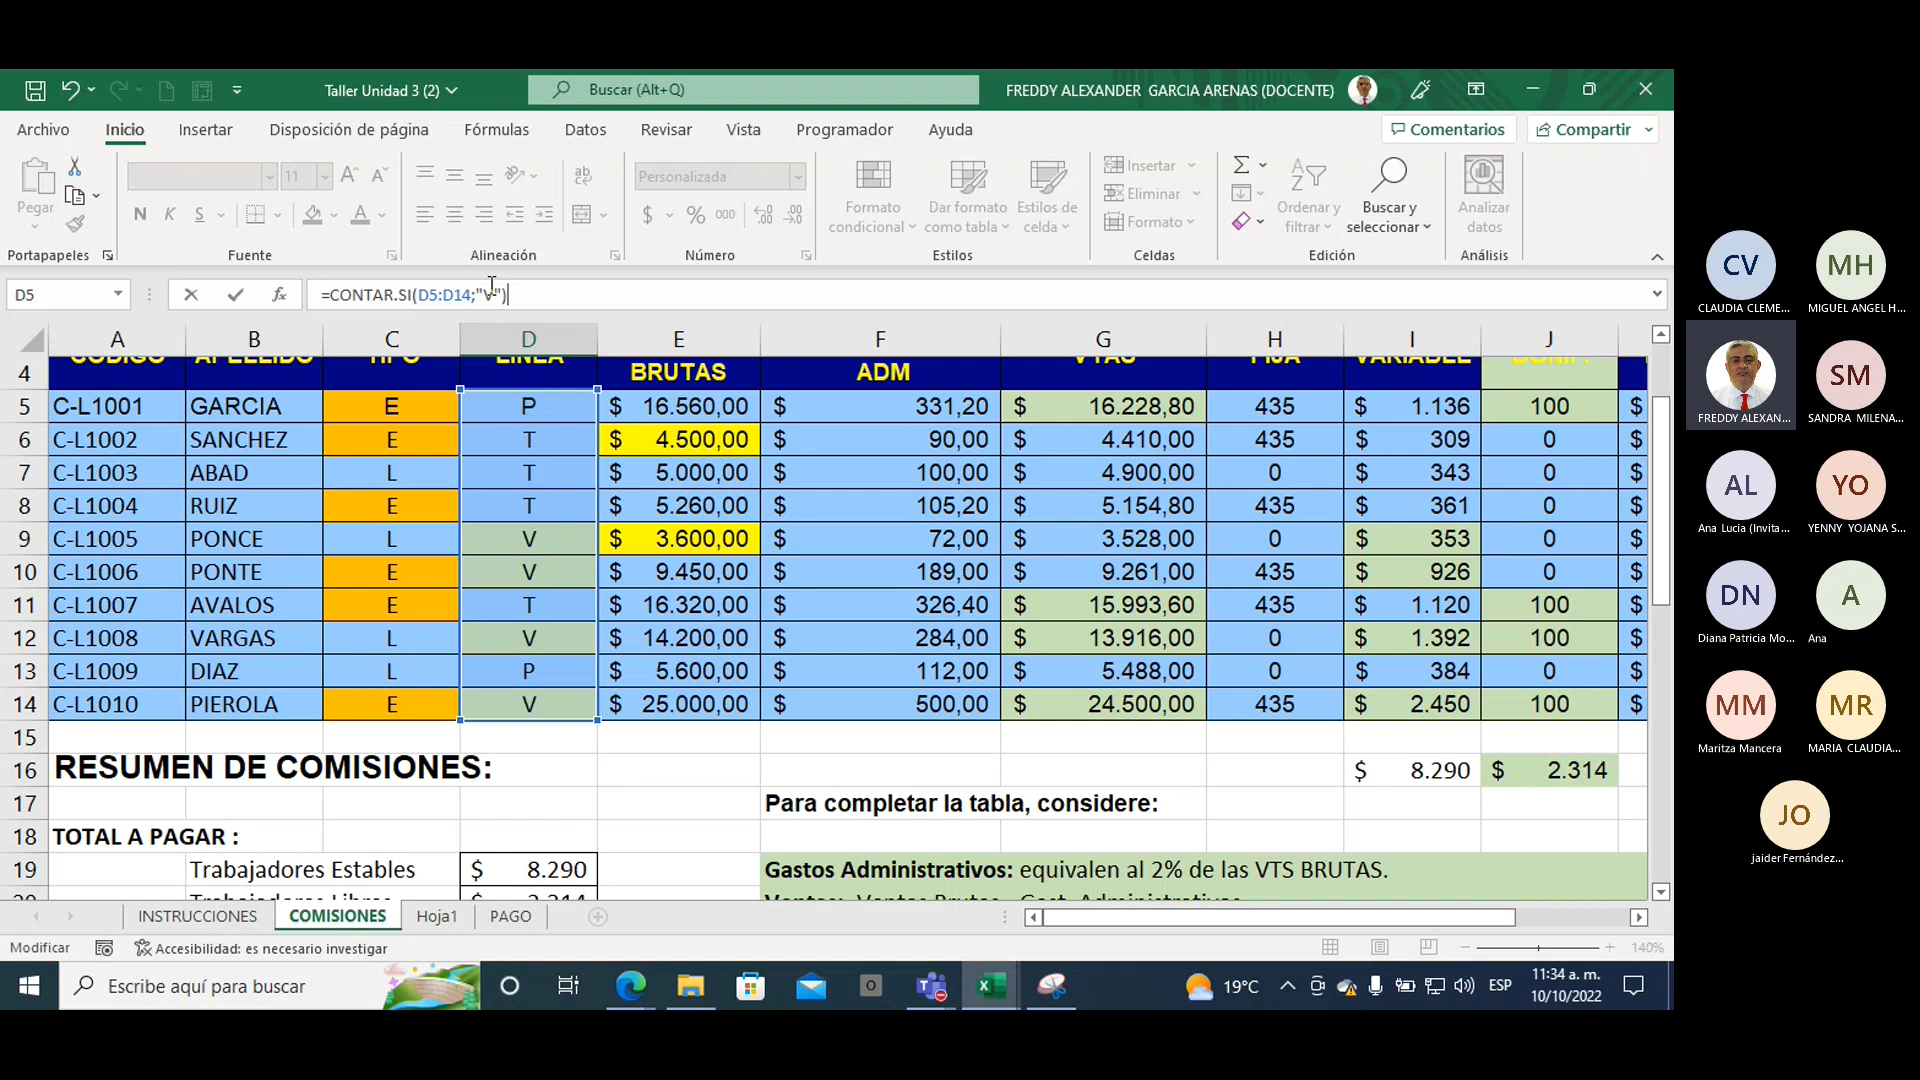 Taller Unidad 3 (2)
Buscar (Alt+Q)
FREDDY ALEXANDER GARCIA ARENAS (DOCENTE)
Archivo Inicio Insertar Disposición de página Fórmulas Datos Revisar Vista Programador Ayuda
Comentarios Compartir
Pegar
N K S
11
ab
Personalizada
$ % 000
Formato condicional
Dar formato como tabla
Estilos de celda
Insertar
Eliminar
Formato
Ordenar y filtrar
Buscar y seleccionar
Analizar datos
Portapapeles Fuente Alineación Número Estilos Celdas Edición Análisis
D5
fx
=CONTAR.SI(D5:D14;"V")
A B C D E F G H I J
4 CODIGO APELLIDO TIPO LINEA BRUTAS ADM VTAS FIJA VARIABLE
5 C-L1001 GARCIA E P $ 16.560,00 $ 331,20 $ 16.228,80 435 $ 1.136 100 $
6 C-L1002 SANCHEZ E T $ 4.500,00 $ 90,00 $ 4.410,00 435 $ 309 0 $
7 C-L1003 ABAD L T $ 5.000,00 $ 100,00 $ 4.900,00 0 $ 343 0 $
8 C-L1004 RUIZ E T $ 5.260,00 $ 105,20 $ 5.154,80 435 $ 361 0 $
9 C-L1005 PONCE L V $ 3.600,00 $ 72,00 $ 3.528,00 0 $ 353 0 $
10 C-L1006 PONTE E V $ 9.450,00 $ 189,00 $ 9.261,00 435 $ 926 0 $
11 C-L1007 AVALOS E T $ 16.320,00 $ 326,40 $ 15.993,60 435 $ 1.120 100 $
12 C-L1008 VARGAS L V $ 14.200,00 $ 284,00 $ 13.916,00 0 $ 1.392 100 $
13 C-L1009 DIAZ L P $ 5.600,00 $ 112,00 $ 5.488,00 0 $ 384 0 $
14 C-L1010 PIEROLA E V $ 25.000,00 $ 500,00 $ 24.500,00 435 $ 2.450 100 $
15
16 RESUMEN DE COMISIONES: $ 8.290 $ 2.314
17 Para completar la tabla, considere:
18 TOTAL A PAGAR :
19 Trabajadores Estables $ 8.290 Gastos Administrativos: equivalen al 2% de las VTS BRUTAS.
INSTRUCCIONES COMISIONES Hoja1 PAGO
Modificar
Accesibilidad: es necesario investigar
140%
Escribe aquí para buscar
19°C
ESP
11:34 a. m.
10/10/2022
CV
CLAUDIA CLEME...
MH
MIGUEL ANGEL H...
FREDDY ALEXAN...
SM
SANDRA MILENA...
AL
Ana Lucia (Invita...
YO
YENNY YOJANA S...
DN
Diana Patricia Mo...
A
Ana
MM
Maritza Mancera
MR
MARIA CLAUDIA...
JO
jaider Fernández...